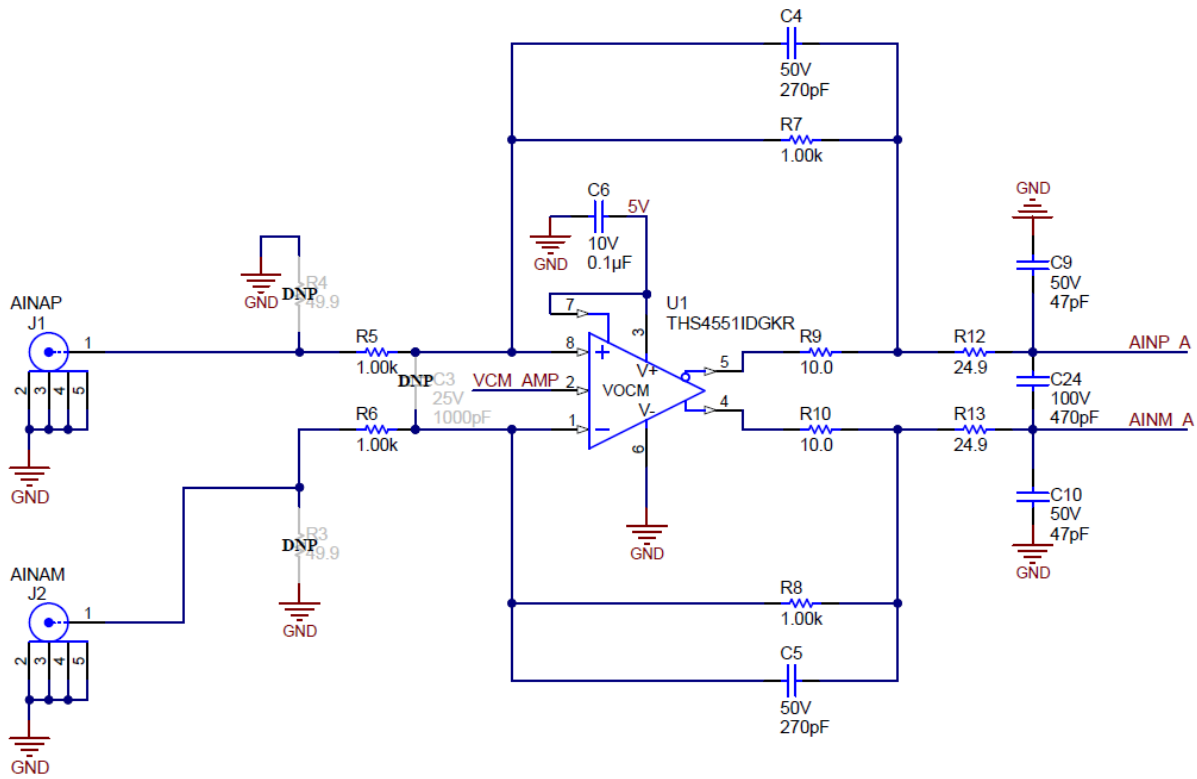 C4
50V
270pF
R7
1.00k
C6
5V
10V
0.1µF
GND
GND
C9
50V
47pF
R4
49.9
DNP
GND
AINAP
J1
1
2
3
4
5
GND
R5
1.00k
DNP
C3
25V
1000pF
VCM_AMP
R6
1.00k
U1
THS4551IDGKR
7
3
8
2
1
6
5
4
V+
VOCM
V-
GND
R9
10.0
R10
10.0
R12
24.9
R13
24.9
AINP_A
C24
100V
470pF
AINM_A
C10
50V
47pF
GND
R3
49.9
DNP
GND
AINAM
J2
1
2
3
4
5
GND
R8
1.00k
C5
50V
270pF